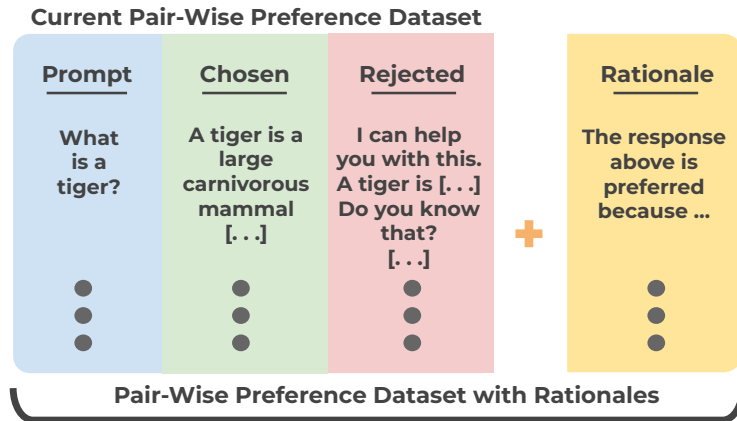 Current Pair-Wise Preference Dataset
Prompt
What
is a
tiger?
Chosen
A tiger is a
large
carnivorous
mammal
[. . .]
Rejected
I can help
you with this.
A tiger is [. . .]
Do you know
that?
[. . .]
+
Rationale
The response
above is
preferred
because ...
Pair-Wise Preference Dataset with Rationales